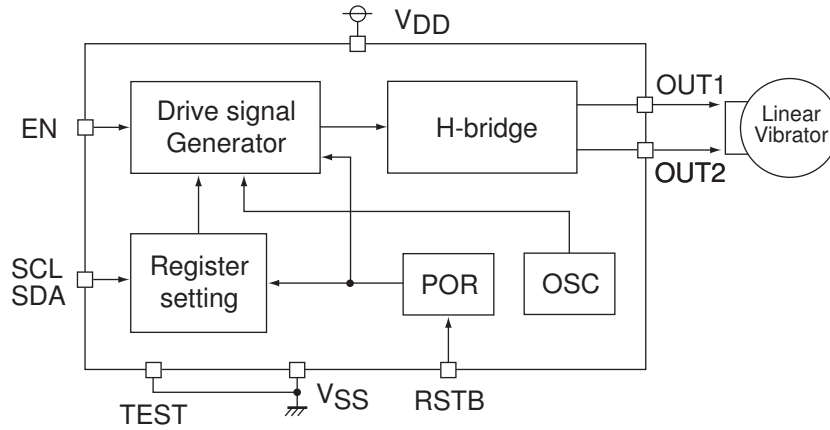 VDD
EN
Drive signal
Generator
H-bridge
OUT1
Linear
Vibrator
OUT2
SCL
SDA
Register
setting
POR
OSC
TEST
VSS
RSTB